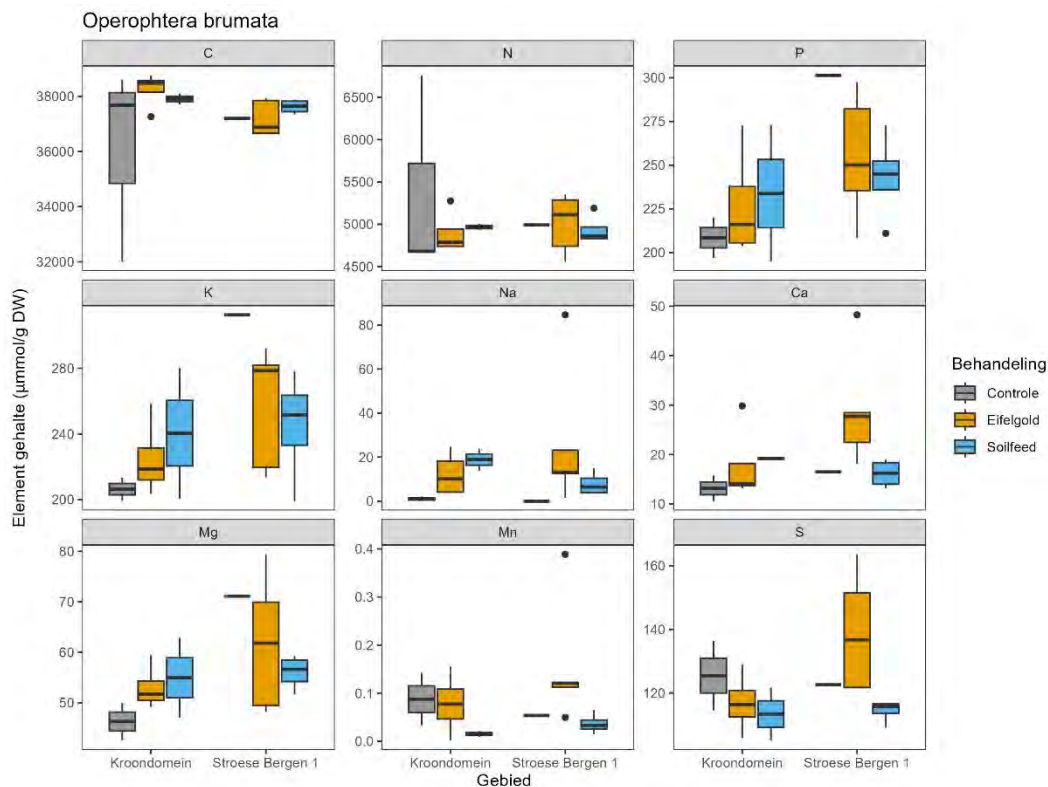 Operophtera brumata
C
N
P
38000
36000
34000
32000
6500
6000
5500
5000
4500
300
275
250
225
200
K
Na
Ca
280
240
200
80
60
40
20
0
50
40
30
20
10
Mg
Mn
S
80
70
60
50
0.4
0.3
0.2
0.1
0.0
160
140
120
Kroondomein Stroese Bergen 1
Kroondomein Stroese Bergen 1
Kroondomein Stroese Bergen 1
Gebied
Element gehalte (µmmol/g DW)
Behandeling
Controle
Eifelgold
Soilfeed